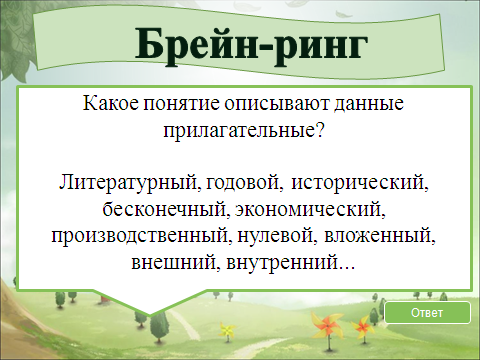 Брейн-ринг
Какое понятие описывают данные
прилагательные?
Литературный, годовой, исторический,
бесконечный, экономический,
производственный, нулевой, вложенный,
внешний, внутренний...
Ответ